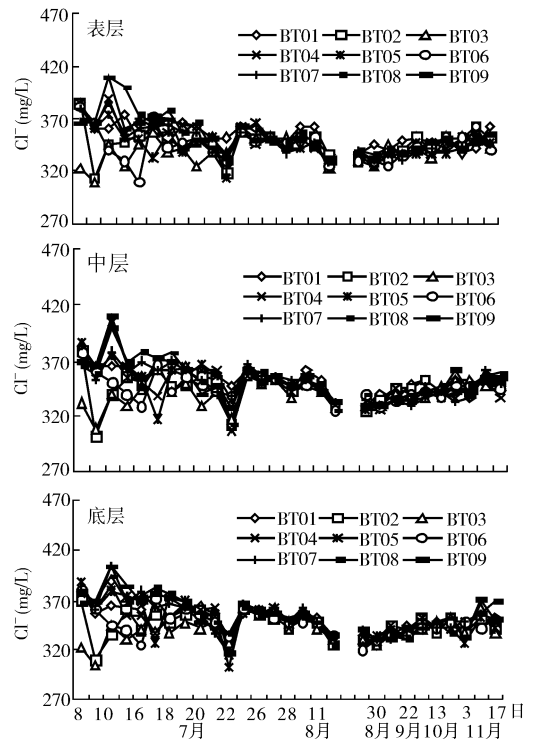 470
表层
BT01 BT02 BT03
BT04 BT05 BT06
BT07 BT08 BT09
420
370
320
270
Cl⁻ (mg/L)
470
中层
BT01 BT02 BT03
BT04 BT05 BT06
BT07 BT08 BT09
420
370
320
270
Cl⁻ (mg/L)
470
底层
BT01 BT02 BT03
BT04 BT05 BT06
BT07 BT08 BT09
420
370
320
270
Cl⁻ (mg/L)
8 10 16 18 20 22 26 28 11 30 22 13 3 17日
7月 8月 8月 9月 10月 11月